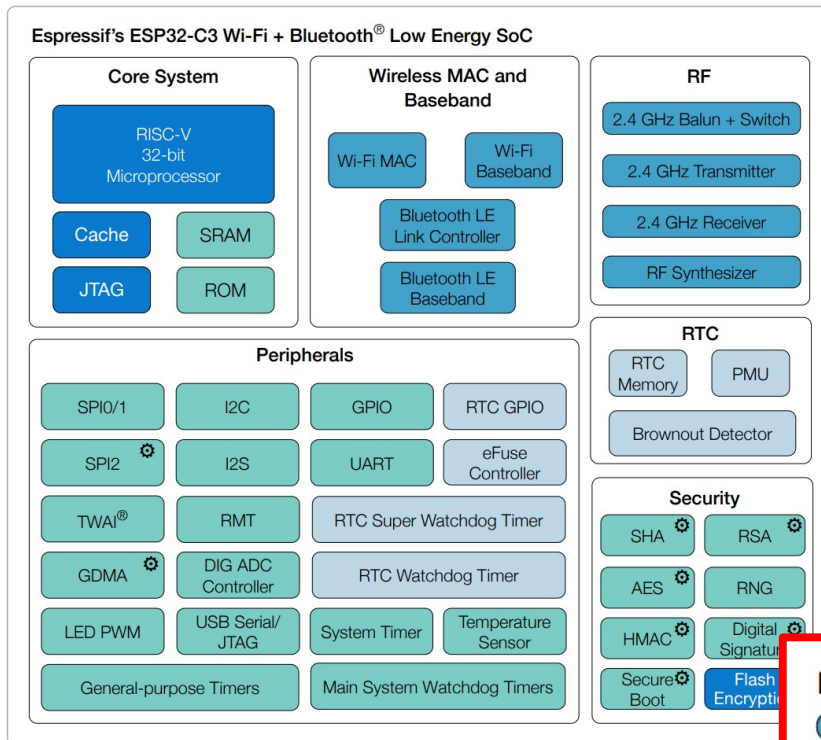 Espressif's ESP32-C3 Wi-Fi + Bluetooth® Low Energy SoC
Core System
RISC-V
32-bit
Microprocessor
Cache
SRAM
JTAG
ROM
Wireless MAC and
Baseband
Wi-Fi MAC
Wi-Fi
Baseband
Bluetooth LE
Link Controller
Bluetooth LE
Baseband
RF
2.4 GHz Balun + Switch
2.4 GHz Transmitter
2.4 GHz Receiver
RF Synthesizer
RTC
RTC
Memory
PMU
Brownout Detector
Peripherals
SPI0/1
I2C
GPIO
RTC GPIO
SPI2
I2S
UART
eFuse
Controller
TWAI®
RMT
RTC Super Watchdog Timer
GDMA
DIG ADC
Controller
RTC Watchdog Timer
LED PWM
USB Serial/
JTAG
System Timer
Temperature
Sensor
General-purpose Timers
Main System Watchdog Timers
Security
SHA
RSA
AES
RNG
HMAC
Digital
Signatur
Secure
Boot
Flash
Encryptio